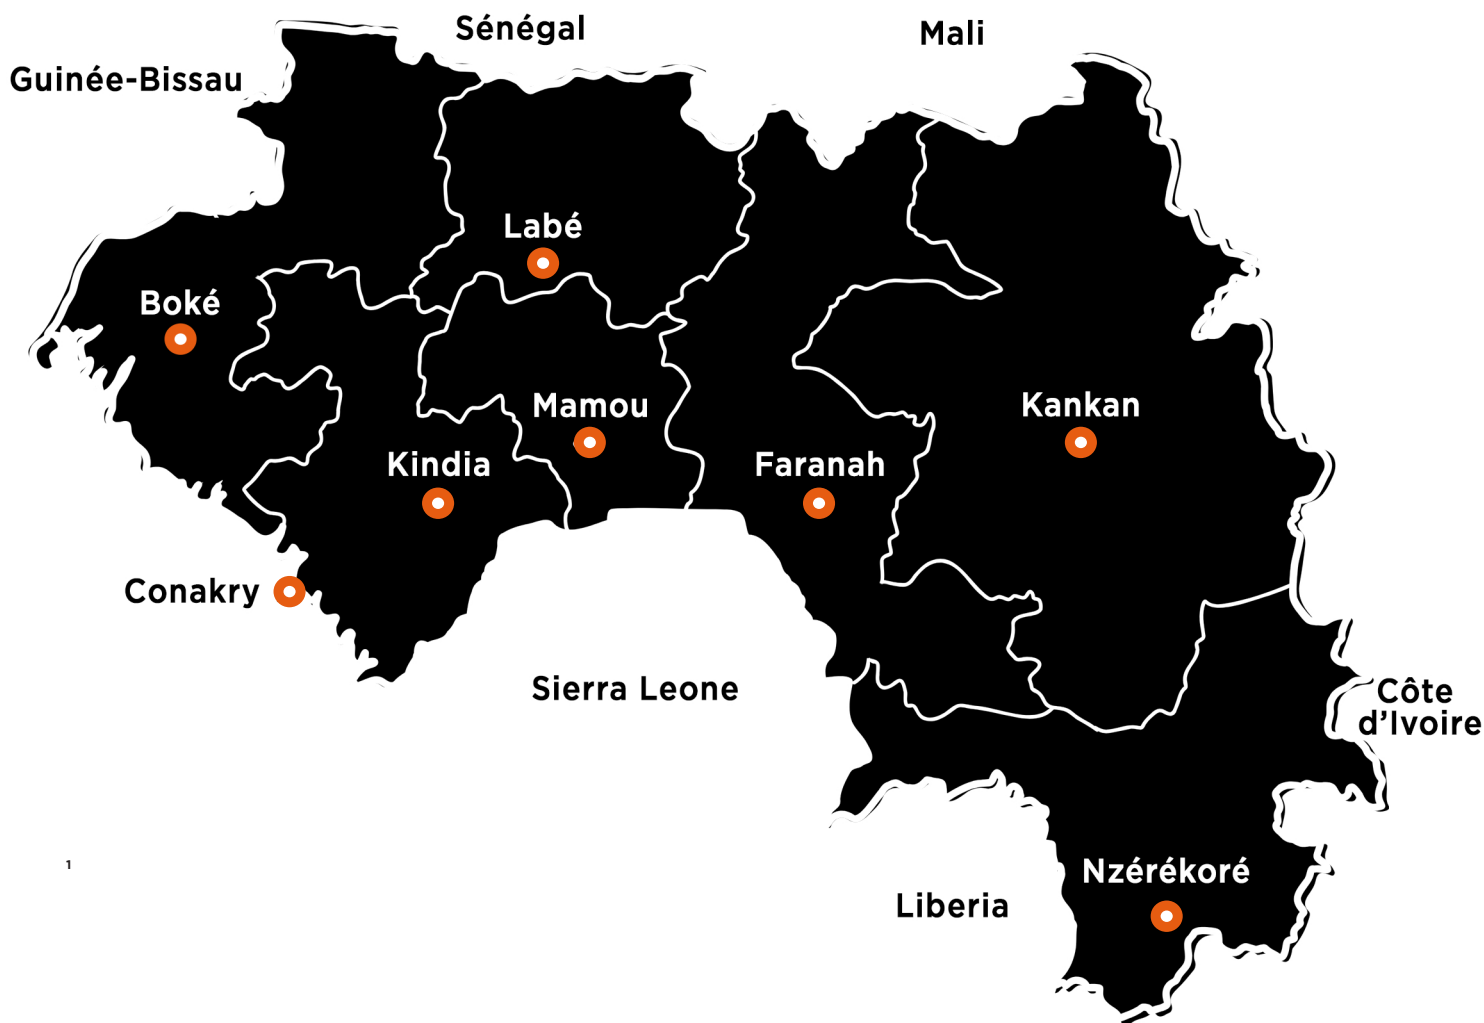 Sénégal
Mali
Guinée-Bissau
Labé
Boké
Mamou
Kankan
Kindia
Faranah
Conakry
Sierra Leone
Côte
d’Ivoire
1
Nzérékoré
Liberia